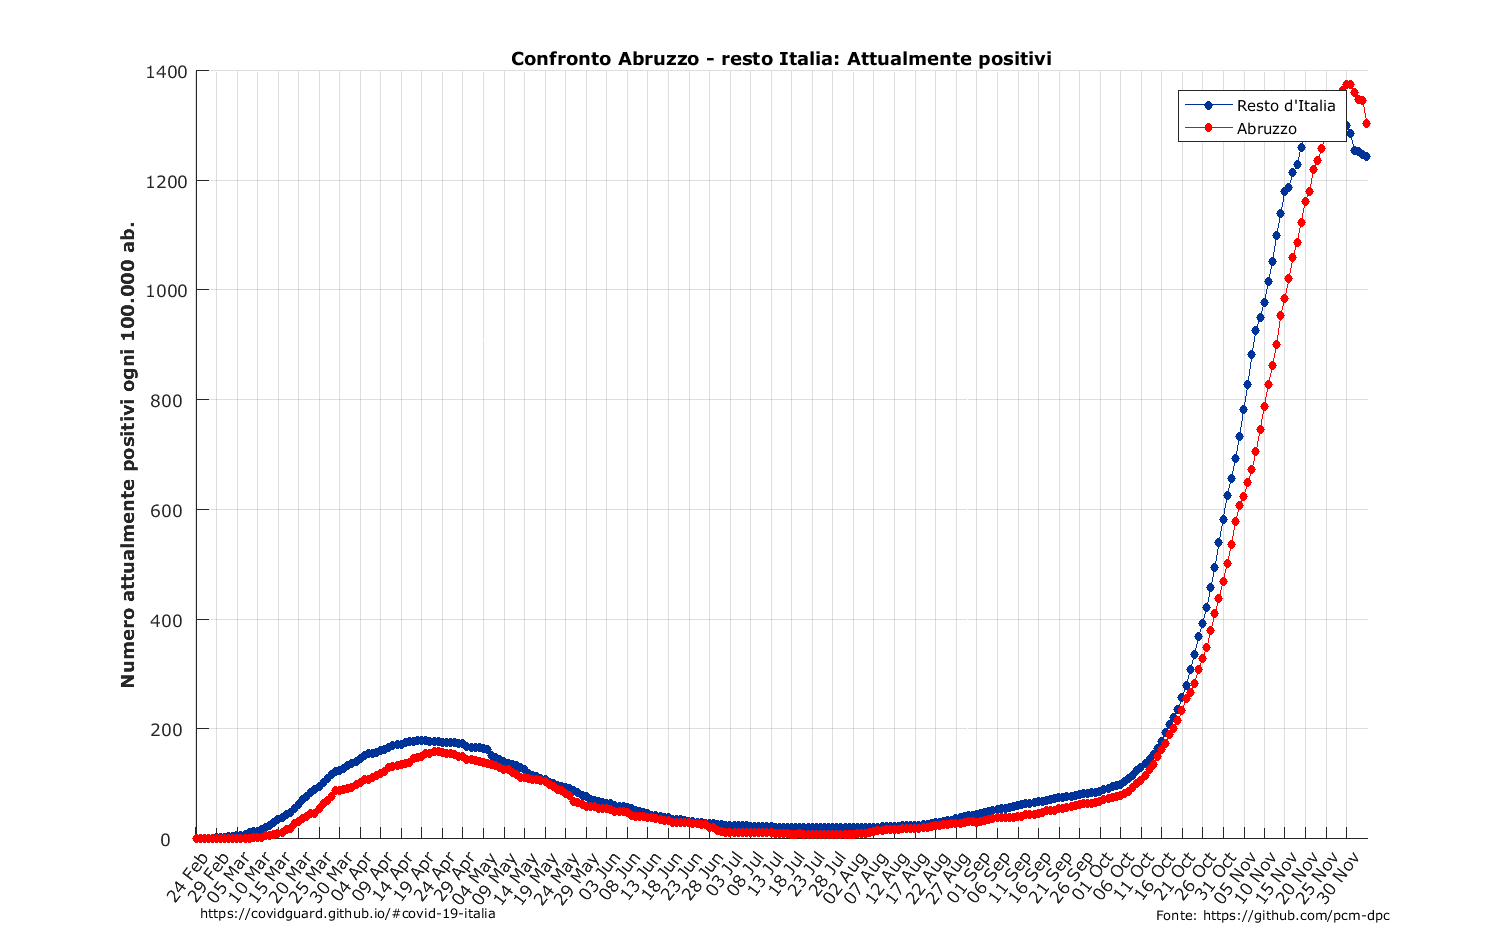 Confronto Abruzzo - resto Italia: Attualmente positivi
Numero attualmente positivi ogni 100.000 ab.
1400
1200
1000
800
600
400
200
0
Resto d'Italia
Abruzzo
24 Feb
29 Feb
05 Mar
10 Mar
15 Mar
20 Mar
25 Mar
30 Mar
04 Apr
09 Apr
14 Apr
19 Apr
24 Apr
29 Apr
04 May
09 May
14 May
19 May
24 May
29 May
03 Jun
08 Jun
13 Jun
18 Jun
23 Jun
28 Jun
03 Jul
08 Jul
13 Jul
18 Jul
23 Jul
28 Jul
02 Aug
07 Aug
12 Aug
17 Aug
22 Aug
27 Aug
01 Sep
06 Sep
11 Sep
16 Sep
21 Sep
26 Sep
01 Oct
06 Oct
11 Oct
16 Oct
21 Oct
26 Oct
31 Oct
05 Nov
10 Nov
15 Nov
20 Nov
25 Nov
30 Nov
https://covidguard.github.io/#covid-19-italia
Fonte: https://github.com/pcm-dpc